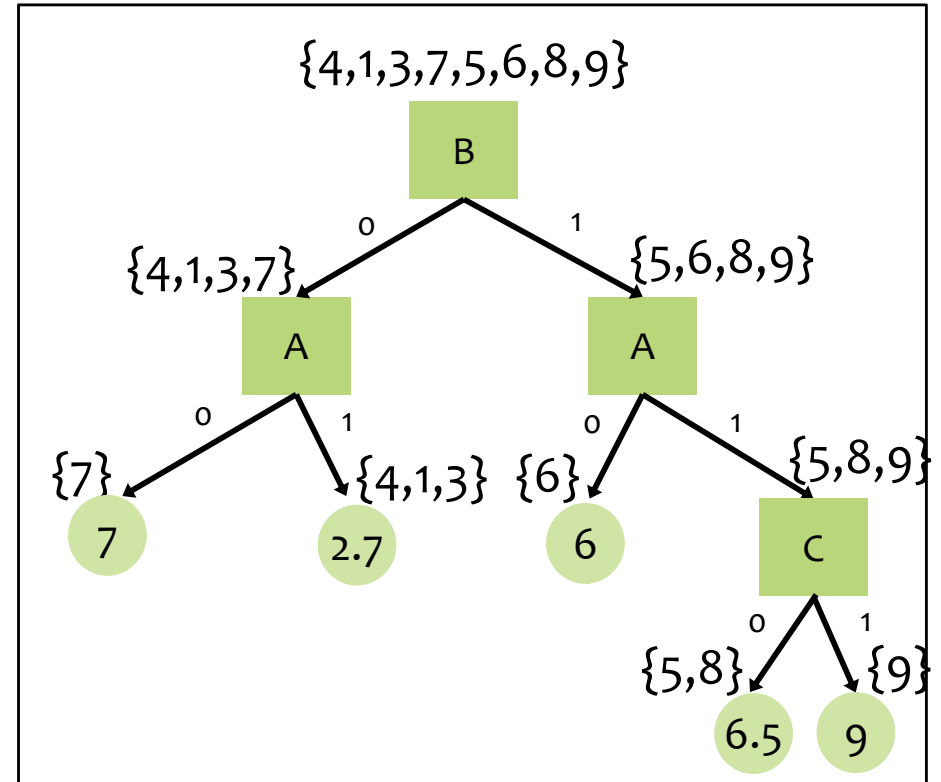 {4,1,3,7,5,6,8,9}
B
0 1
{4,1,3,7} {5,6,8,9}
A A
0 1 0 1
{7} {4,1,3} {6} {5,8,9}
7 2.7 6 C
0 1
{5,8} {9}
6.5 9